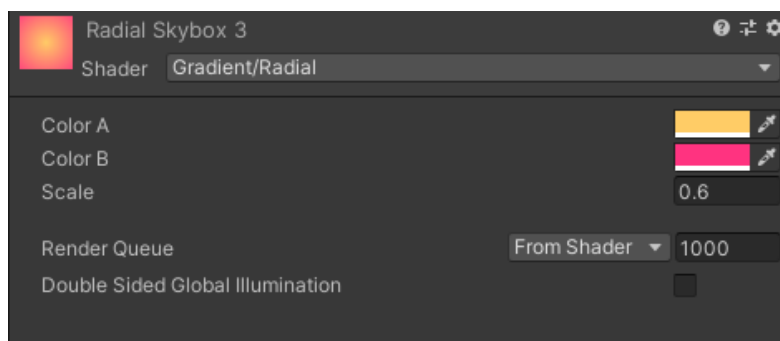 Radial Skybox 3
Shader Gradient/Radial
Color A
Color B
Scale 0.6
Render Queue From Shader 1000
Double Sided Global Illumination